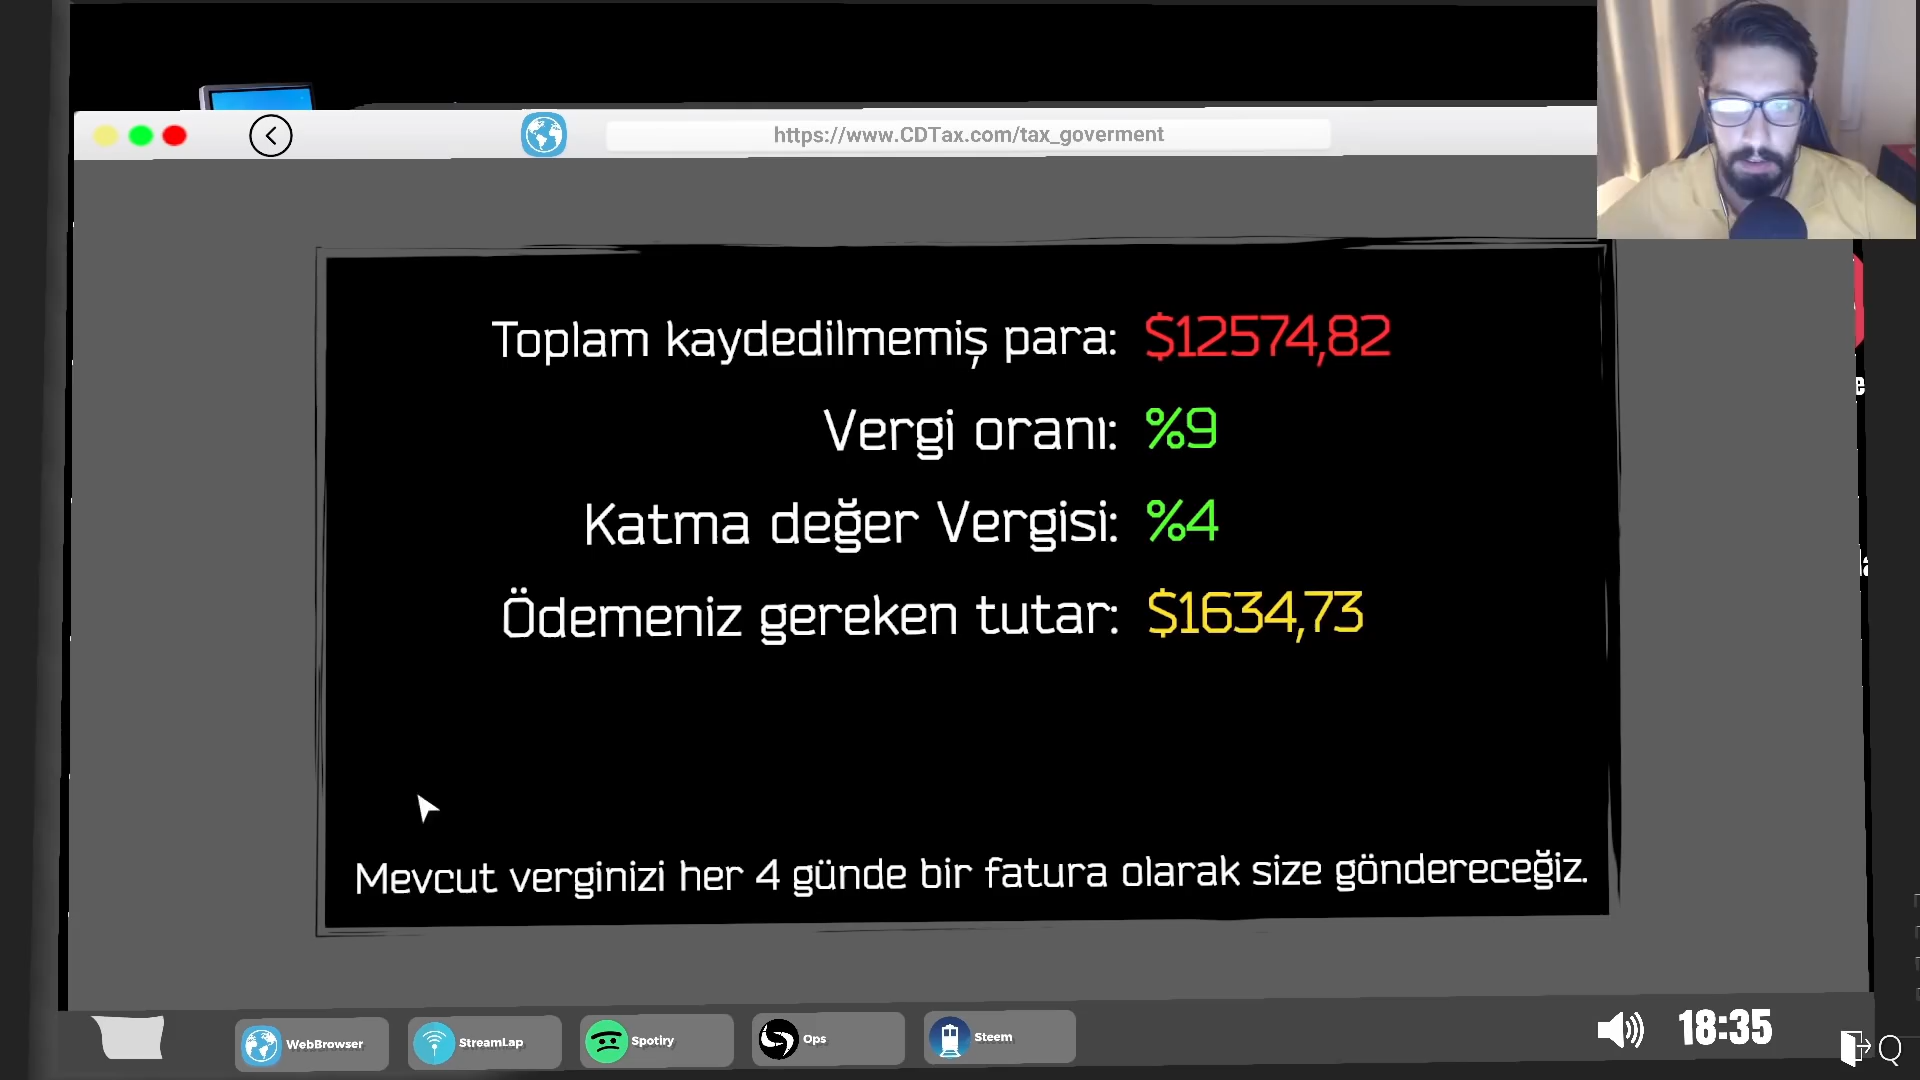 https://www.CDTax.com/tax_goverment
Toplam kaydedilmemiş para: $12574,82
Vergi oranı: %9
Katma değer Vergisi: %4
Ödemeniz gereken tutar: $1634,73
Mevcut verginizi her 4 günde bir fatura olarak size göndereceğiz.
WebBrowser StreamLap Spotiry Ops Steem
18:35
Q